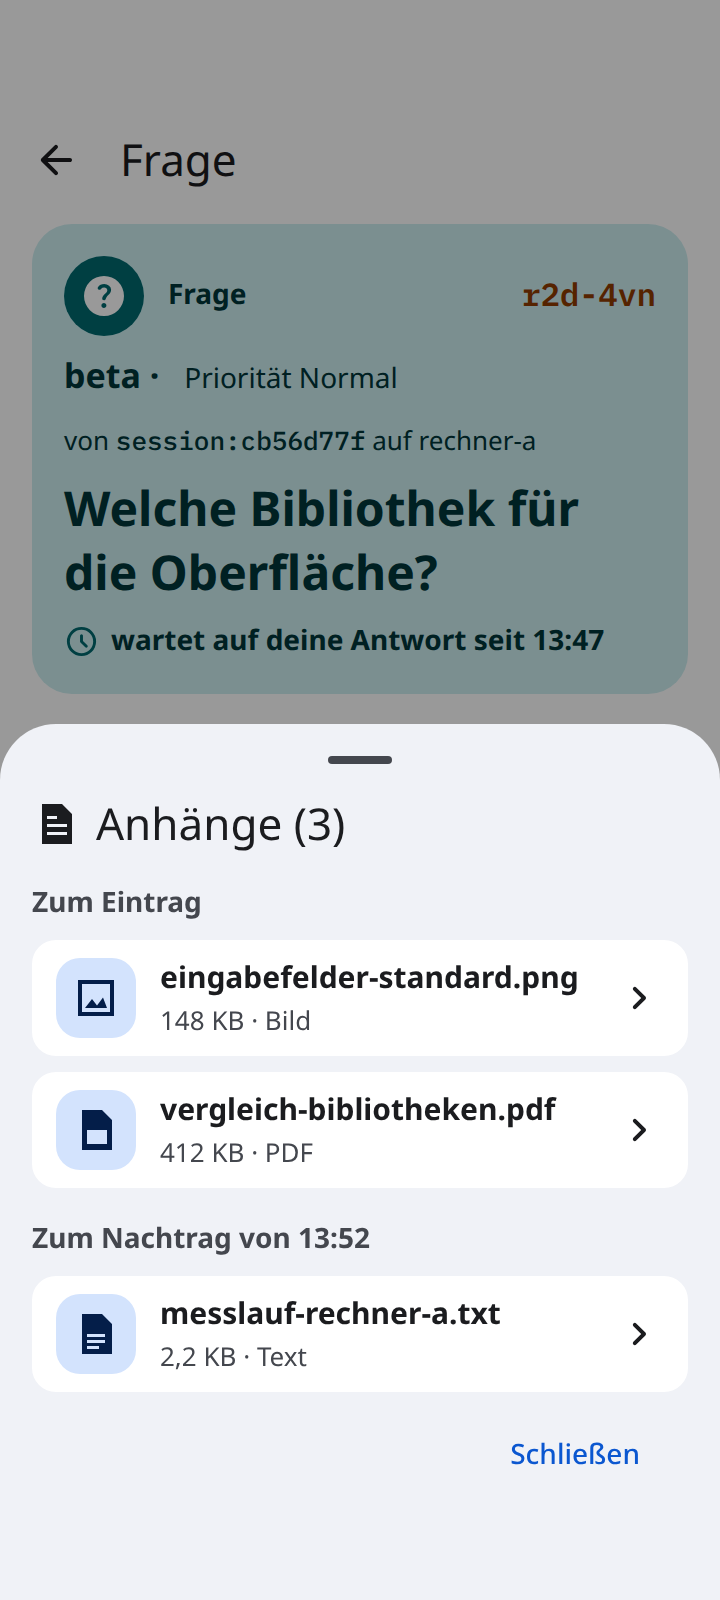 Frage
Frage
r2d-4vn
beta · Priorität Normal
von session:cb56d77f auf rechner-a
Welche Bibliothek für
die Oberfläche?
wartet auf deine Antwort seit 13:47
Anhänge (3)
Zum Eintrag
eingabefelder-standard.png
148 KB · Bild
vergleich-bibliotheken.pdf
412 KB · PDF
Zum Nachtrag von 13:52
messlauf-rechner-a.txt
2,2 KB · Text
Schließen